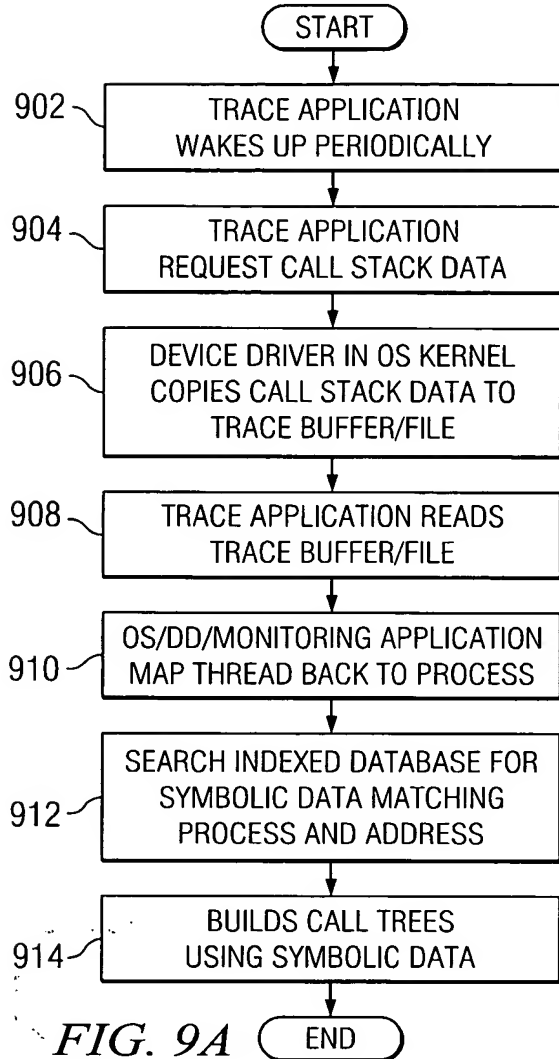 START
902
TRACE APPLICATION
WAKES UP PERIODICALLY
904
TRACE APPLICATION
REQUEST CALL STACK DATA
906
DEVICE DRIVER IN OS KERNEL
COPIES CALL STACK DATA TO
TRACE BUFFER/FILE
908
TRACE APPLICATION READS
TRACE BUFFER/FILE
910
OS/DD/MONITORING APPLICATION
MAP THREAD BACK TO PROCESS
912
SEARCH INDEXED DATABASE FOR
SYMBOLIC DATA MATCHING
PROCESS AND ADDRESS
914
BUILDS CALL TREES
USING SYMBOLIC DATA
FIG. 9A
END